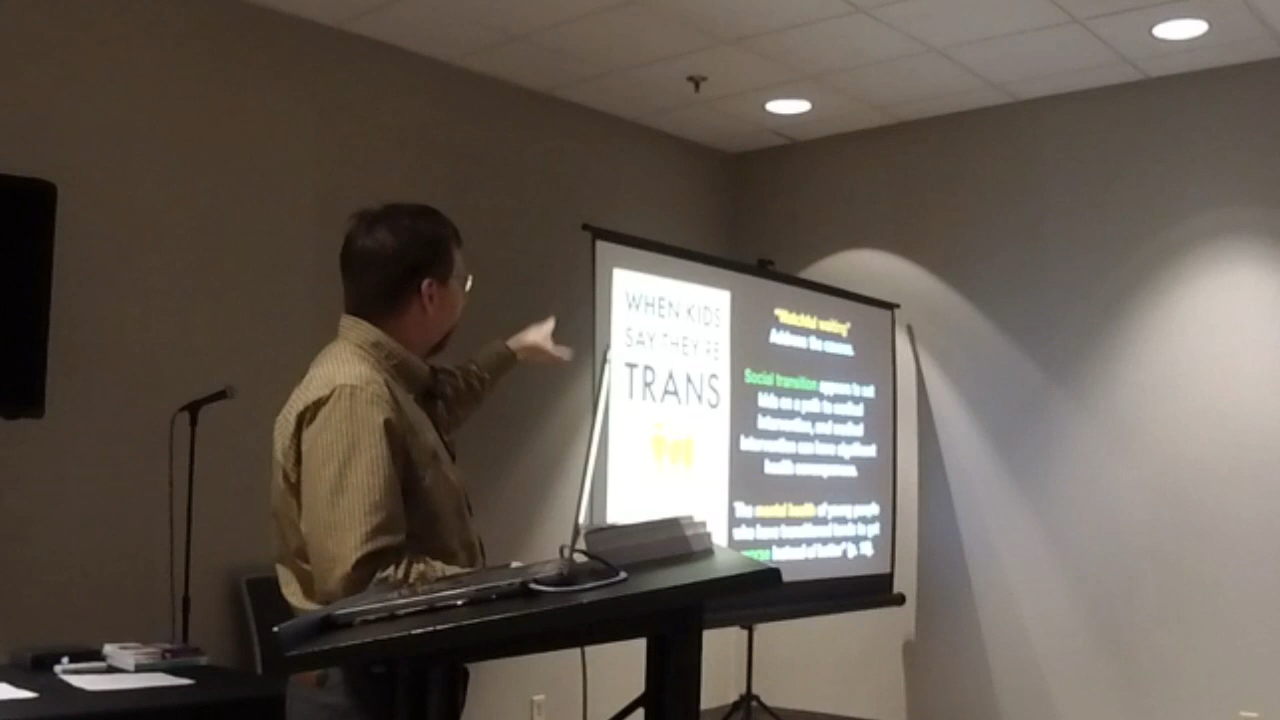 WHEN KIDS
SAY THEY'RE
TRANS
"Watchful waiting"
Address the causes.
Social transition appears to set
kids on a path to medical
intervention, and medical
intervention can have significant
health consequences.
The mental health of young people
who have transitioned tends to get
worse instead of better" (p.